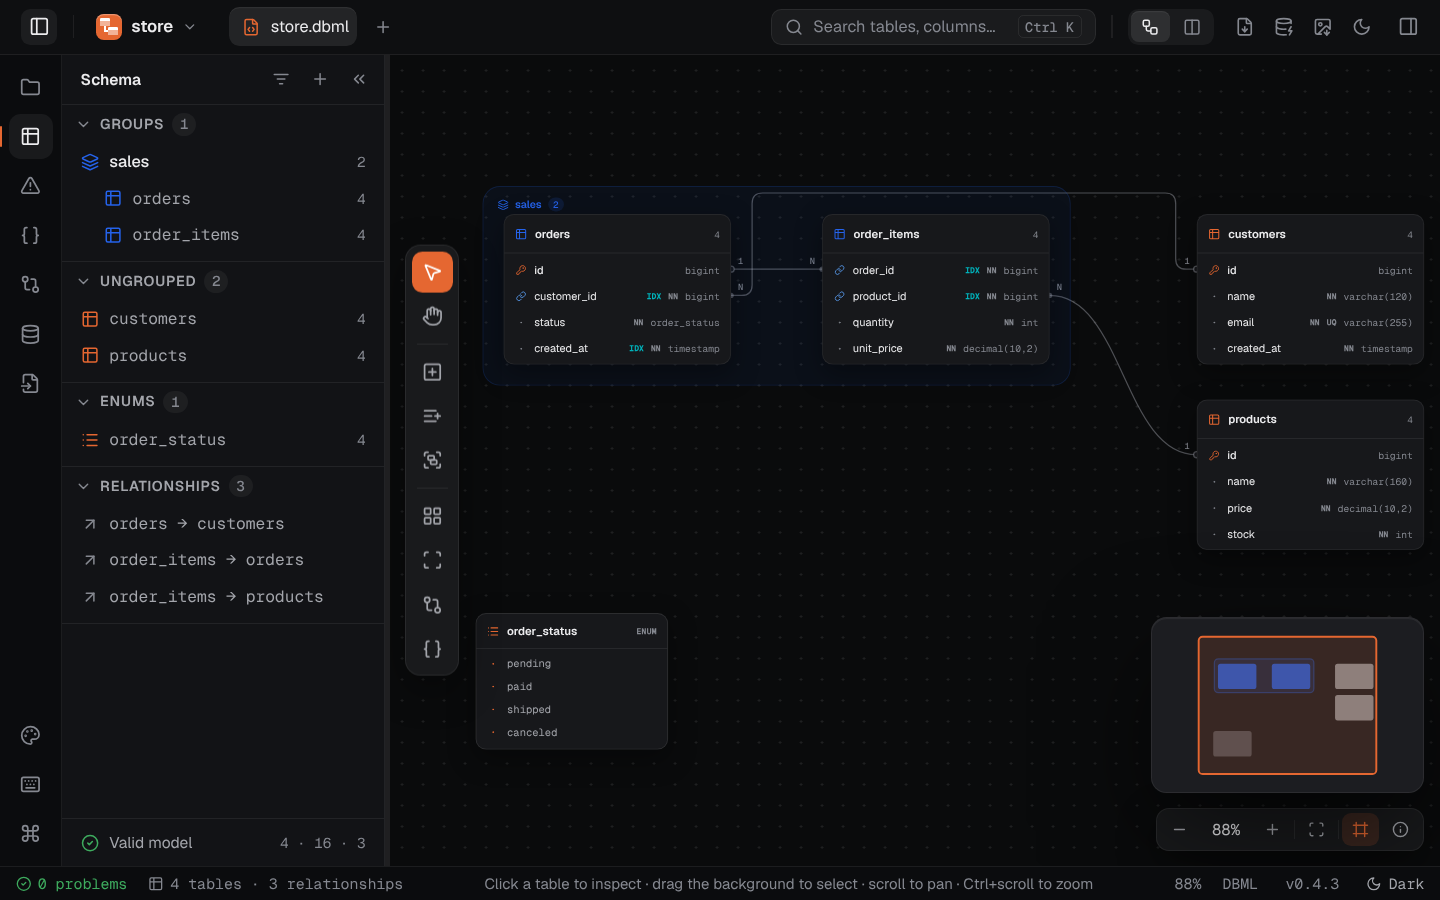 store
store.dbml
Search tables, columns...
Ctrl K
Schema
GROUPS 1
sales 2
orders 4
order_items 4
UNGROUPED 2
customers 4
products 4
ENUMS 1
order_status 4
RELATIONSHIPS 3
orders → customers
order_items → orders
order_items → products
Valid model 4 · 16 · 3
sales 2
orders 4
id bigint
customer_id IDX NN bigint
status NN order_status
created_at IDX NN timestamp
1
N
N
order_items 4
order_id IDX NN bigint
product_id IDX NN bigint
quantity NN int
unit_price NN decimal(10,2)
N
1
customers 4
id bigint
name NN varchar(120)
email NN UQ varchar(255)
created_at NN timestamp
1
products 4
id bigint
name NN varchar(160)
price NN decimal(10,2)
stock NN int
order_status ENUM
pending
paid
shipped
canceled
88%
0 problems
4 tables · 3 relationships
Click a table to inspect · drag the background to select · scroll to pan · Ctrl+scroll to zoom
88%
DBML
v0.4.3
Dark